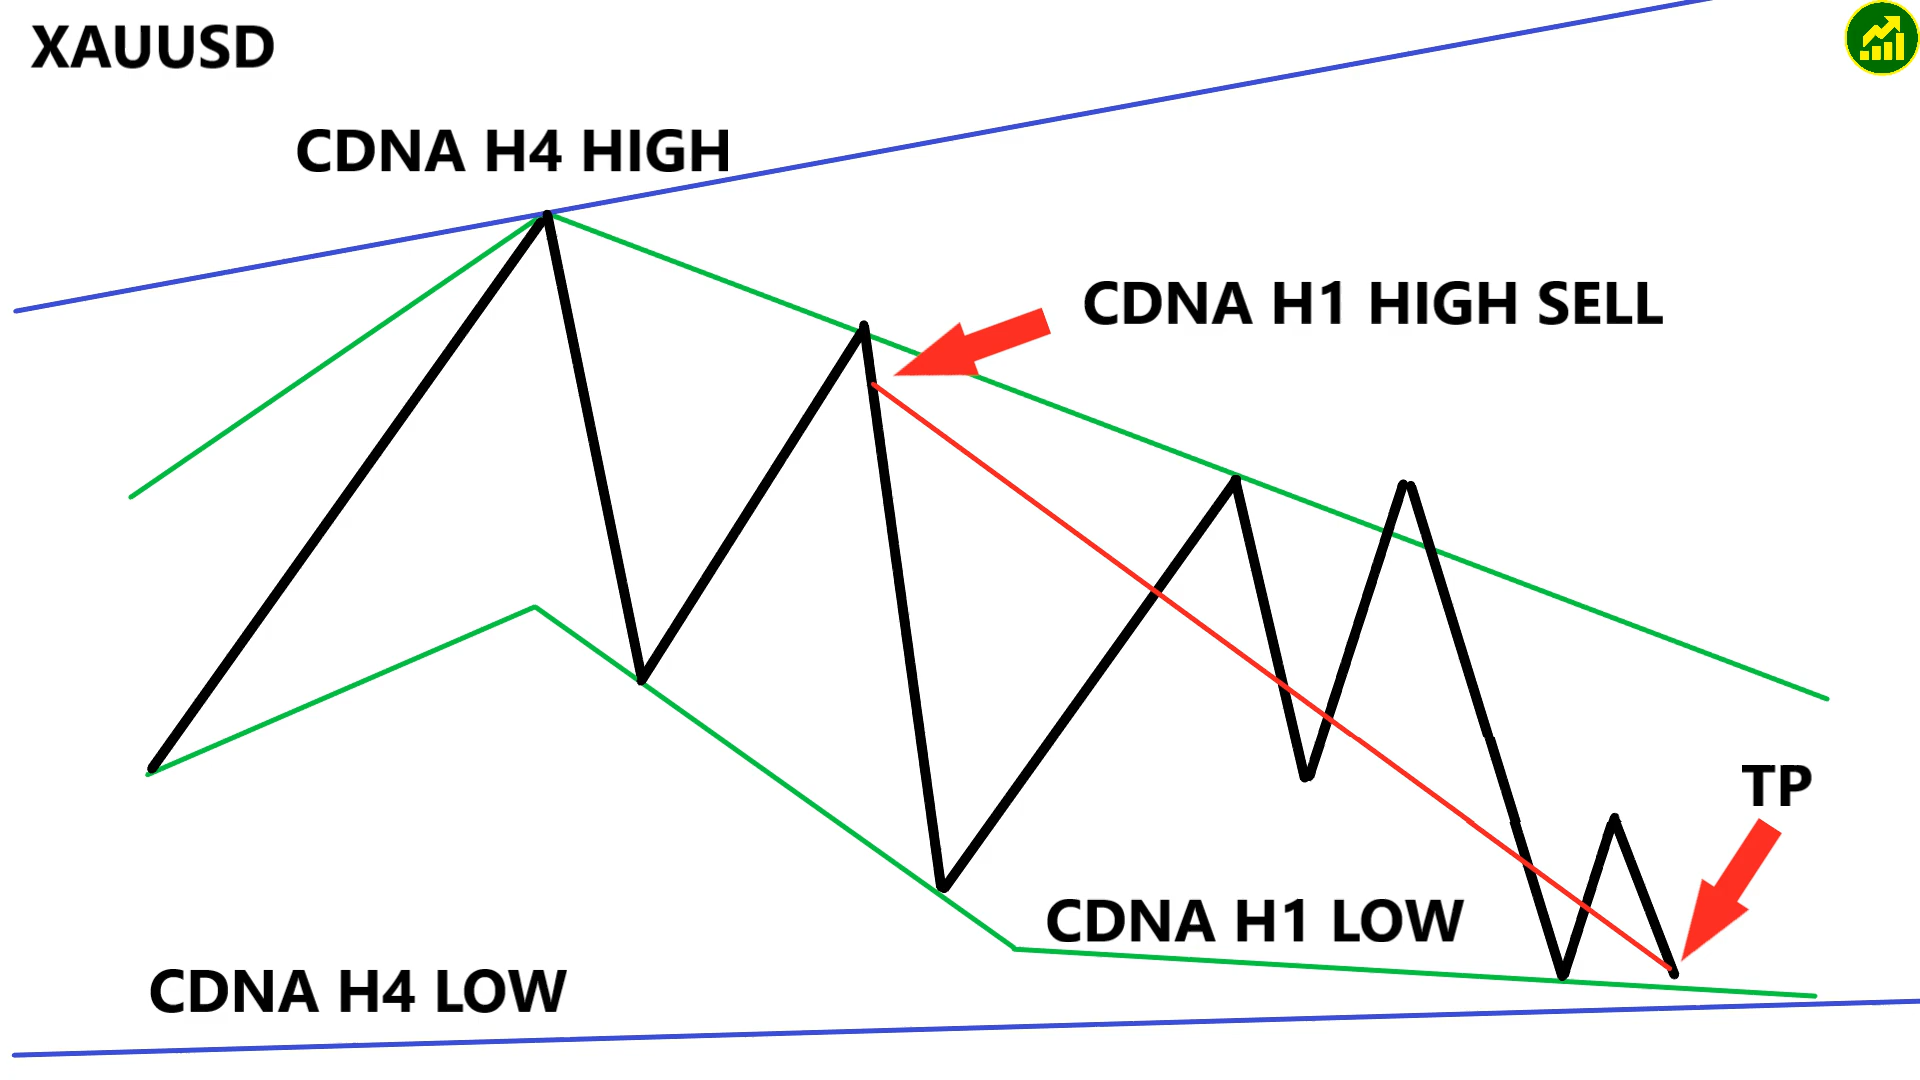 XAUUSD
CDNA H4 HIGH
CDNA H1 HIGH SELL
TP
CDNA H1 LOW
CDNA H4 LOW